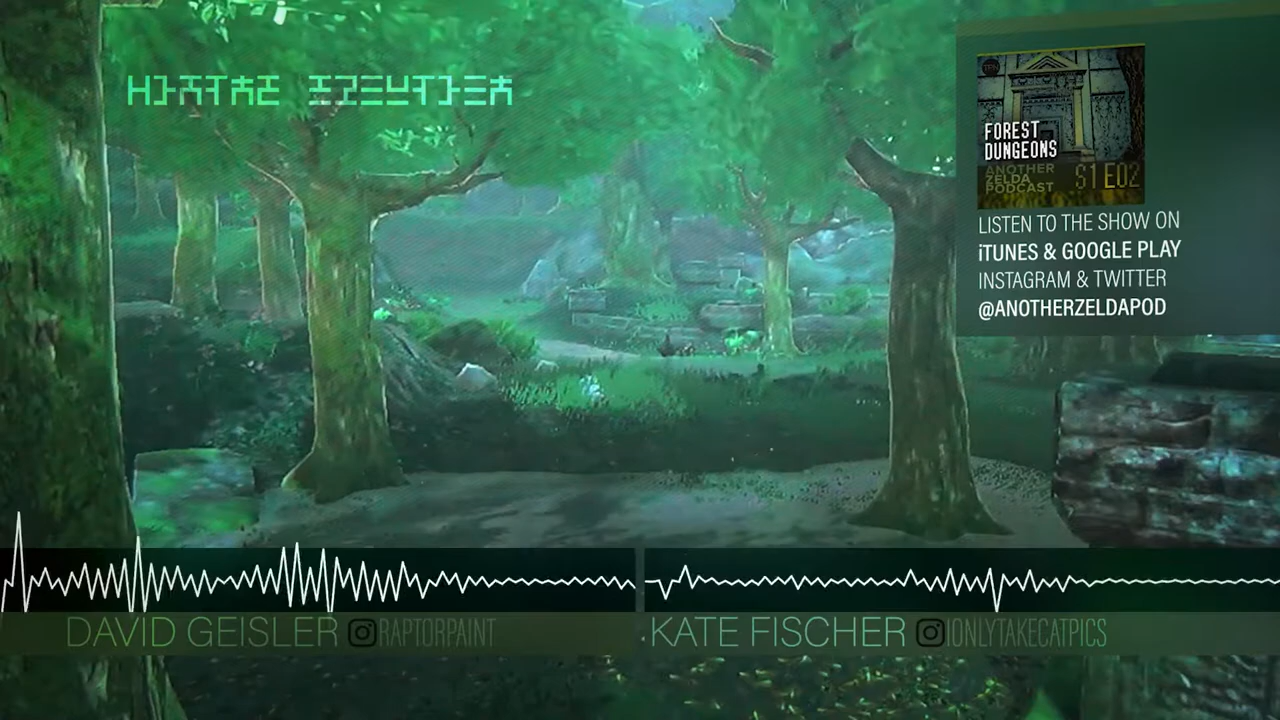 FOREST
DUNGEONS
ANOTHER
ZELDA
PODCAST
S1 E02
LISTEN TO THE SHOW ON
iTUNES & GOOGLE PLAY
INSTAGRAM & TWITTER
@ANOTHERZELDAPOD
DAVID GEISLER RAPTORPAINT
KATE FISCHER IONLYTAKECATPICS